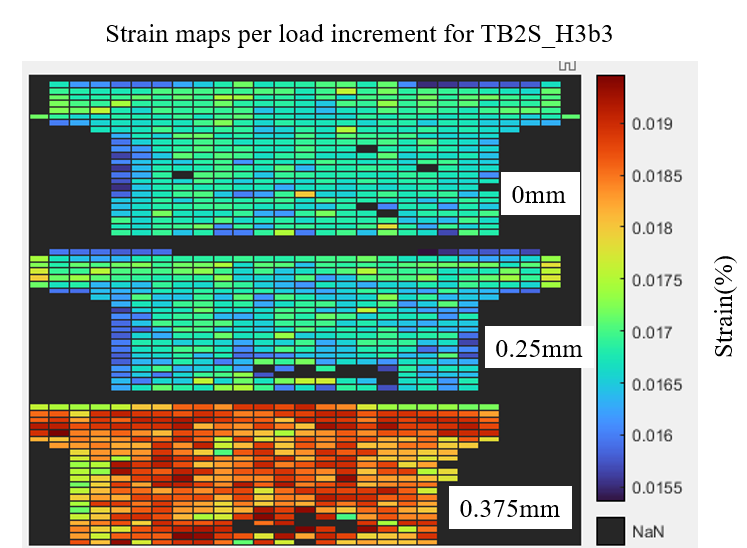 Strain maps per load increment for TB2S_H3b3
0.019
0.0185
0mm
0.018
0.0175
Strain(%)
0.017
0.25mm
0.0165
0.016
0.375mm
0.0155
NaN